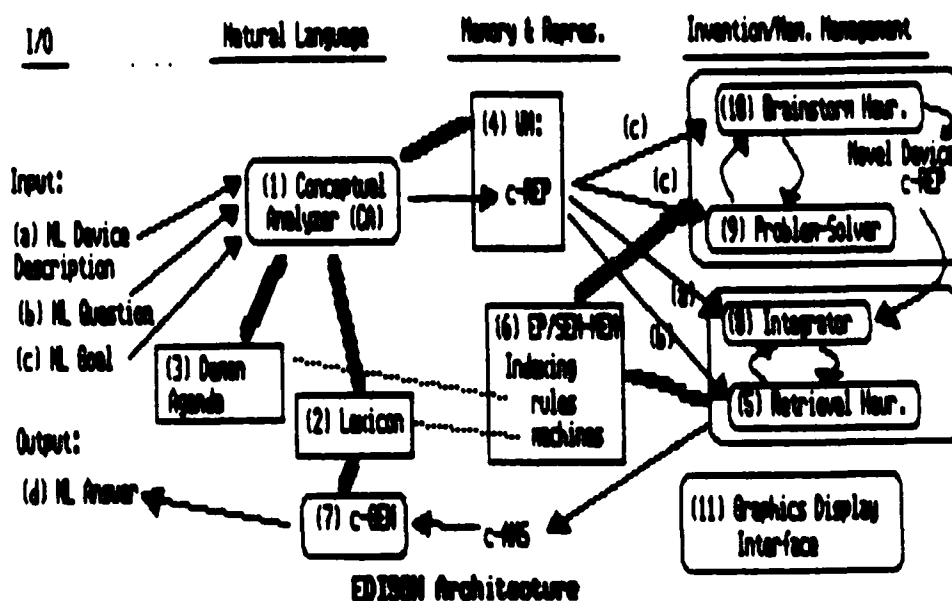 I/O
Natural Language
Memory & Repres.
Invention/Mem. Management
(10) Brainstorm Heur.
(4) WM:
(c)
Novel Device
c-REP
Input:
(1) Conceptual
Analyzer (CA)
c-REP
(c)
(a) NL Device
Description
(9) Problem-Solver
(b) NL Question
(a)
(6) EP/SEM-MEM
(8) Integrator
(c) NL Goal
(b)
(3) Demon
Agenda
Indexing
rules
machines
(5) Retrieval Heur.
(2) Lexicon
Output:
(d) NL Answer
(7) c-GEN
c-ANS
(11) Graphics Display
Interface
EDISON Architecture